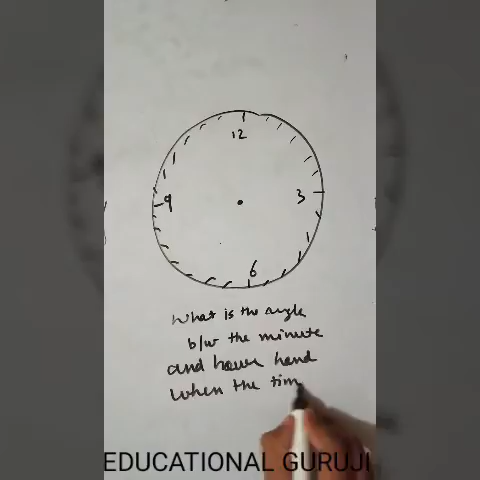 12
9
3
6
What is the angle
b/w the minute
and hour hand
when the tim
EDUCATIONAL GURUJI